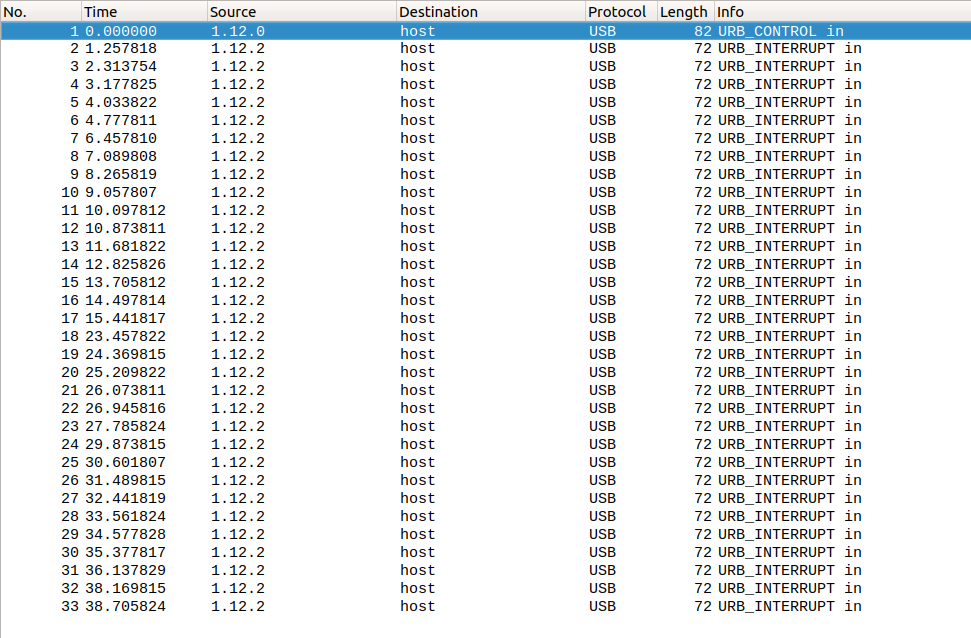 No. Time Source Destination Protocol Length Info
1 0.000000 1.12.0 host USB 82 URB_CONTROL in
2 1.257818 1.12.2 host USB 72 URB_INTERRUPT in
3 2.313754 1.12.2 host USB 72 URB_INTERRUPT in
4 3.177825 1.12.2 host USB 72 URB_INTERRUPT in
5 4.033822 1.12.2 host USB 72 URB_INTERRUPT in
6 4.777811 1.12.2 host USB 72 URB_INTERRUPT in
7 6.457810 1.12.2 host USB 72 URB_INTERRUPT in
8 7.089808 1.12.2 host USB 72 URB_INTERRUPT in
9 8.265819 1.12.2 host USB 72 URB_INTERRUPT in
10 9.057807 1.12.2 host USB 72 URB_INTERRUPT in
11 10.097812 1.12.2 host USB 72 URB_INTERRUPT in
12 10.873811 1.12.2 host USB 72 URB_INTERRUPT in
13 11.681822 1.12.2 host USB 72 URB_INTERRUPT in
14 12.825826 1.12.2 host USB 72 URB_INTERRUPT in
15 13.705812 1.12.2 host USB 72 URB_INTERRUPT in
16 14.497814 1.12.2 host USB 72 URB_INTERRUPT in
17 15.441817 1.12.2 host USB 72 URB_INTERRUPT in
18 23.457822 1.12.2 host USB 72 URB_INTERRUPT in
19 24.369815 1.12.2 host USB 72 URB_INTERRUPT in
20 25.209822 1.12.2 host USB 72 URB_INTERRUPT in
21 26.073811 1.12.2 host USB 72 URB_INTERRUPT in
22 26.945816 1.12.2 host USB 72 URB_INTERRUPT in
23 27.785824 1.12.2 host USB 72 URB_INTERRUPT in
24 29.873815 1.12.2 host USB 72 URB_INTERRUPT in
25 30.601807 1.12.2 host USB 72 URB_INTERRUPT in
26 31.489815 1.12.2 host USB 72 URB_INTERRUPT in
27 32.441819 1.12.2 host USB 72 URB_INTERRUPT in
28 33.561824 1.12.2 host USB 72 URB_INTERRUPT in
29 34.577828 1.12.2 host USB 72 URB_INTERRUPT in
30 35.377817 1.12.2 host USB 72 URB_INTERRUPT in
31 36.137829 1.12.2 host USB 72 URB_INTERRUPT in
32 38.169815 1.12.2 host USB 72 URB_INTERRUPT in
33 38.705824 1.12.2 host USB 72 URB_INTERRUPT in